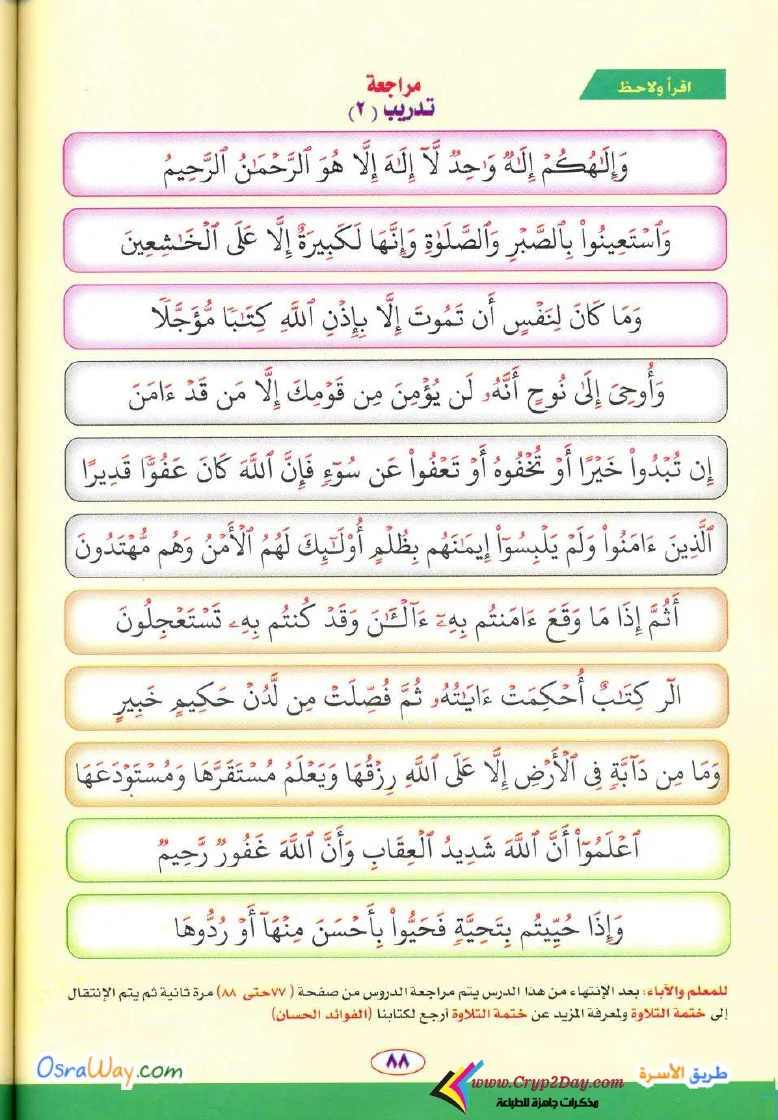 اقرأ ولاحظ
مراجعة
تدريب (٢)
وَإِلَٰهُكُمۡ إِلَٰهٞ وَٰحِدٞ لَّآ إِلَٰهَ إِلَّا هُوَ ٱلرَّحۡمَٰنُ ٱلرَّحِيمُ
وَٱسۡتَعِينُواْ بِٱلصَّبۡرِ وَٱلصَّلَوٰةِ وَإِنَّهَا لَكَبِيرَةٌ إِلَّا عَلَى ٱلۡخَٰشِعِينَ
وَمَا كَانَ لِنَفۡسٍ أَن تَمُوتَ إِلَّا بِإِذۡنِ ٱللَّهِ كِتَٰبٗا مُّؤَجَّلٗا
وَأُوحِيَ إِلَىٰ نُوحٍ أَنَّهُۥ لَن يُؤۡمِنَ مِن قَوۡمِكَ إِلَّا مَن قَدۡ ءَامَنَ
إِن تُبۡدُواْ خَيۡرًا أَوۡ تُخۡفُوهُ أَوۡ تَعۡفُواْ عَن سُوٓءٖ فَإِنَّ ٱللَّهَ كَانَ عَفُوّٗا قَدِيرًا
ٱلَّذِينَ ءَامَنُواْ وَلَمۡ يَلۡبِسُوٓاْ إِيمَٰنَهُم بِظُلۡمٍ أُوْلَٰٓئِكَ لَهُمُ ٱلۡأَمۡنُ وَهُم مُّهۡتَدُونَ
أَثُمَّ إِذَا مَا وَقَعَ ءَامَنتُم بِهِۦٓ ءَآلۡـَٰٔنَ وَقَدۡ كُنتُم بِهِۦ تَسۡتَعۡجِلُونَ
الٓر كِتَٰبٌ أُحۡكِمَتۡ ءَايَٰتُهُۥ ثُمَّ فُصِّلَتۡ مِن لَّدُنۡ حَكِيمٍ خَبِيرٍ
وَمَا مِن دَآبَّةٖ فِي ٱلۡأَرۡضِ إِلَّا عَلَى ٱللَّهِ رِزۡقُهَا وَيَعۡلَمُ مُسۡتَقَرَّهَا وَمُسۡتَوۡدَعَهَا
ٱعۡلَمُوٓاْ أَنَّ ٱللَّهَ شَدِيدُ ٱلۡعِقَابِ وَأَنَّ ٱللَّهَ غَفُورٞ رَّحِيمٞ
وَإِذَا حُيِّيتُم بِتَحِيَّةٖ فَحَيُّواْ بِأَحۡسَنَ مِنۡهَآ أَوۡ رُدُّوهَا
للمعلم والآباء: بعد الإنتهاء من هذا الدرس يتم مراجعة الدروس من صفحة (٧٧حتى ٨٨) مرة ثانية ثم يتم الإنتقال
إلى ختمة التلاوة ولمعرفة المزيد عن ختمة التلاوة أرجع لكتابنا (الفوائد الحسان)
طريق الأسرة
٨٨
OsraWay.com
www.Cryp2Day.com
مذكرات جاهزة للطباعة